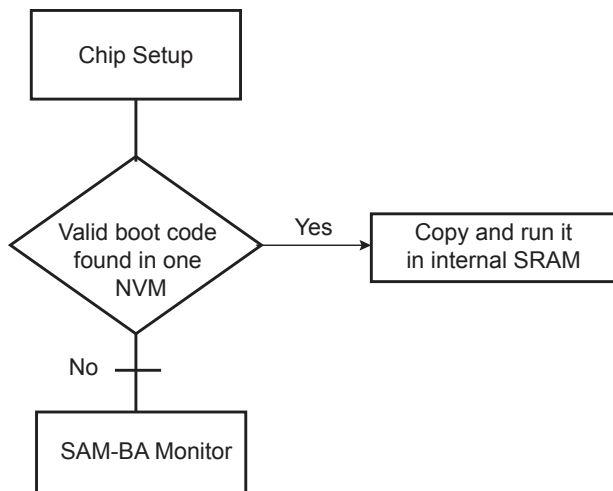 Chip Setup
Valid boot code
found in one
NVM
Yes
Copy and run it
in internal SRAM
No
SAM-BA Monitor